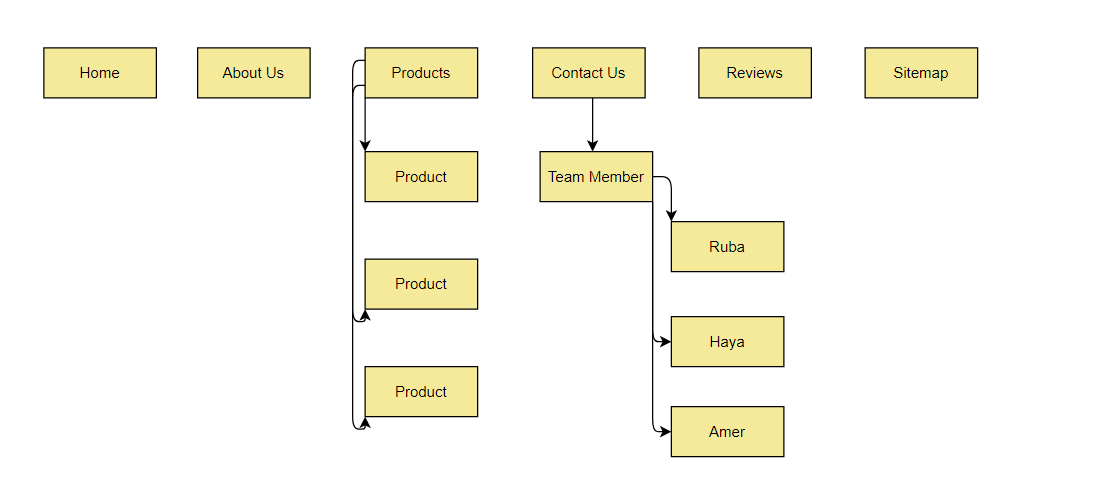 Home
About Us
Products
Contact Us
Reviews
Sitemap
Product
Team Member
Ruba
Product
Haya
Product
Amer